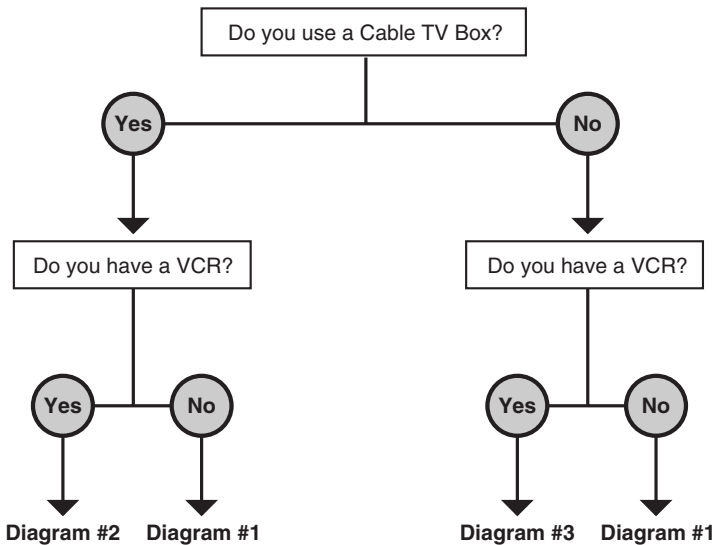 Do you use a Cable TV Box?
Yes
No
Do you have a VCR?
Do you have a VCR?
Yes
No
Yes
No
Diagram #2
Diagram #1
Diagram #3
Diagram #1